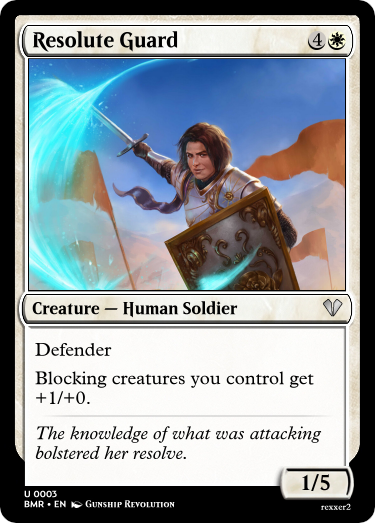 Resolute Guard 4
Creature — Human Soldier
Defender
Blocking creatures you control get
+1/+0.
The knowledge of what was attacking
bolstered her resolve.
1/5
U 0003
BMR • EN Gunship Revolution
rexxer2